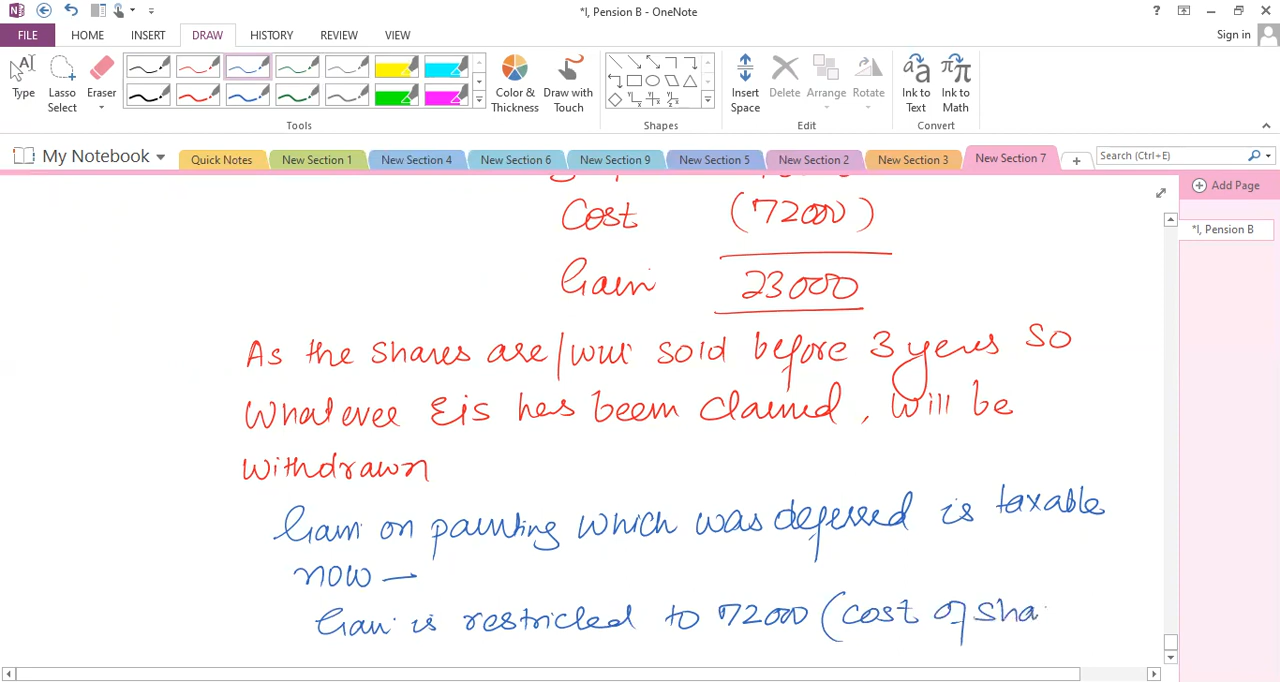 *I, Pension B - OneNote
FILE HOME INSERT DRAW HISTORY REVIEW VIEW Sign in
Type Lasso Select Eraser Color & Thickness Draw with Touch Insert Space Delete Arrange Rotate Ink to Text Ink to Math
Tools Shapes Edit Convert
My Notebook Quick Notes New Section 1 New Section 4 New Section 6 New Section 9 New Section 5 New Section 2 New Section 3 New Section 7 + Search (Ctrl+E)
Add Page
*I, Pension B
Cost (72000)
Gain 23000
As the shares are/wu sold before 3 years so
Whatever Eis has been claimed, will be
withdrawn
Gain on painting which was deferred is taxable
now —
Gain is restricted to 72000 (cost of sha